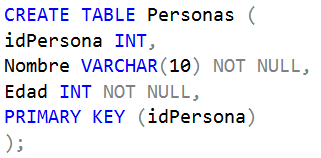 CREATE TABLE Personas (
idPersona INT,
Nombre VARCHAR(10) NOT NULL,
Edad INT NOT NULL,
PRIMARY KEY (idPersona)
);